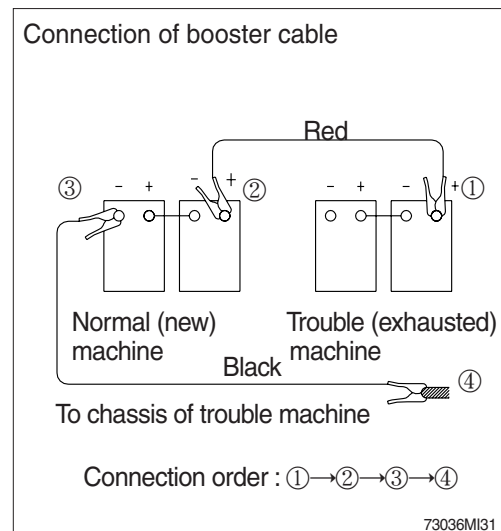 Connection of booster cable
Red
③ - + - + ② - + - + ①
Normal (new)
machine
Trouble (exhausted)
machine
Black
④
To chassis of trouble machine
Connection order : ①→②→③→④
73036MI31